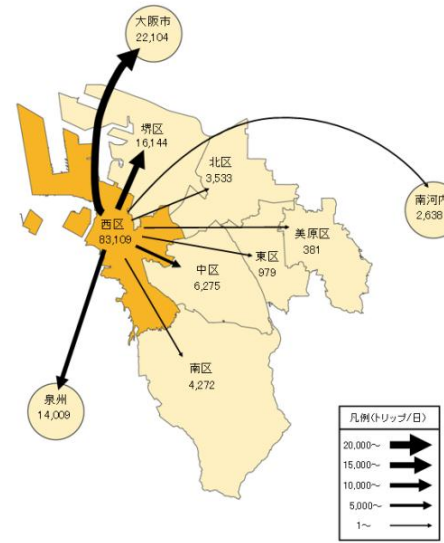 大阪市
22,104
堺区
16,144
北区
3,533
南河内
2,638
西区
83,109
美原区
381
東区
979
中区
6,275
南区
4,272
泉州
14,009
凡例(トリップ/日)
20,000～
15,000～
10,000～
5,000～
1～